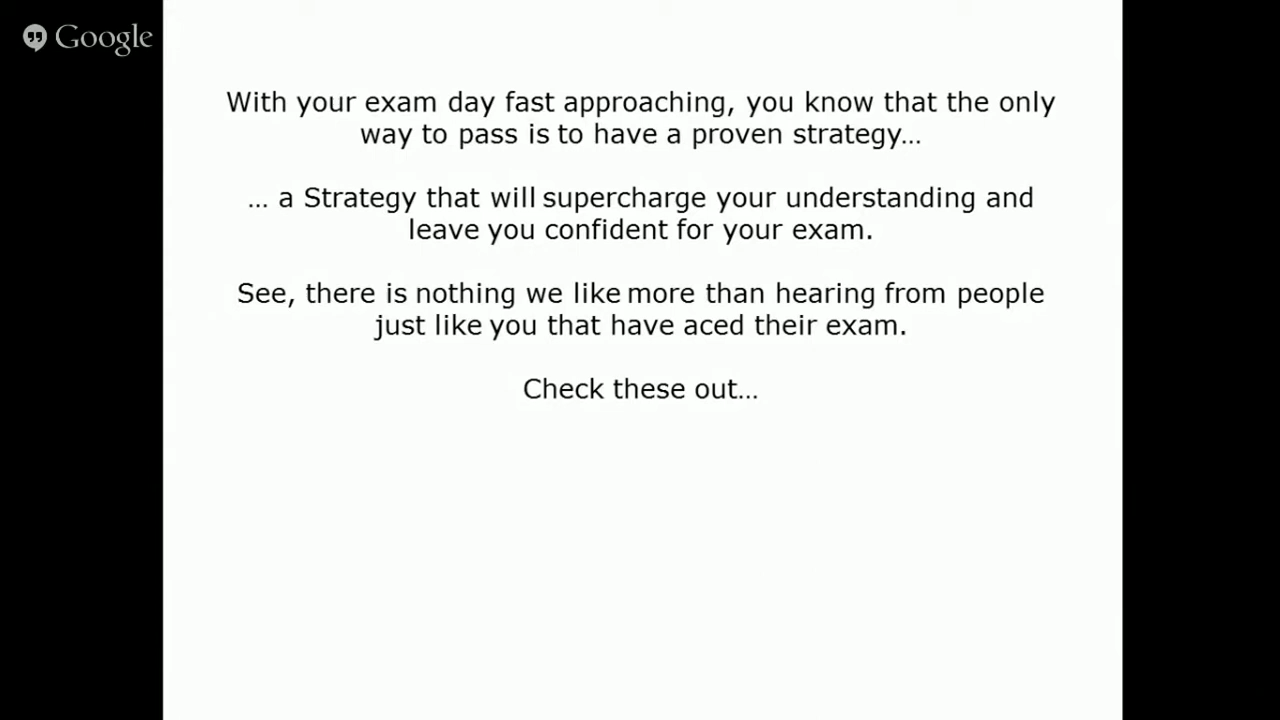 Google
With your exam day fast approaching, you know that the only
way to pass is to have a proven strategy…
… a Strategy that will supercharge your understanding and
leave you confident for your exam.
See, there is nothing we like more than hearing from people
just like you that have aced their exam.
Check these out…